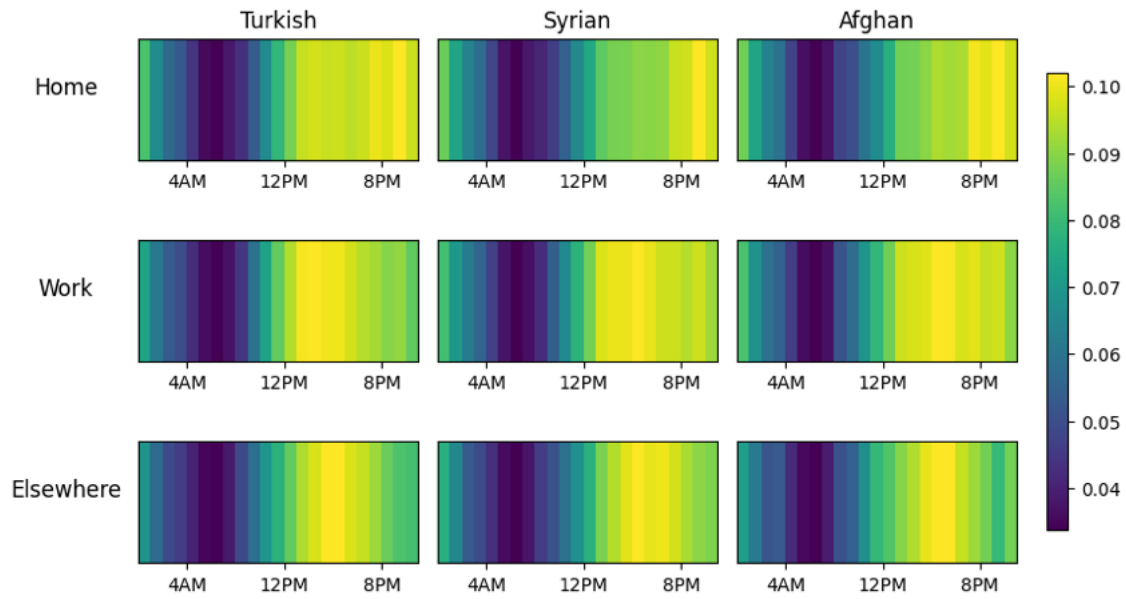 Turkish Syrian Afghan
Home
0.10
4AM 12PM 8PM 4AM 12PM 8PM 4AM 12PM 8PM
0.09
0.08
Work
0.07
0.06
4AM 12PM 8PM 4AM 12PM 8PM 4AM 12PM 8PM
0.05
Elsewhere
0.04
4AM 12PM 8PM 4AM 12PM 8PM 4AM 12PM 8PM